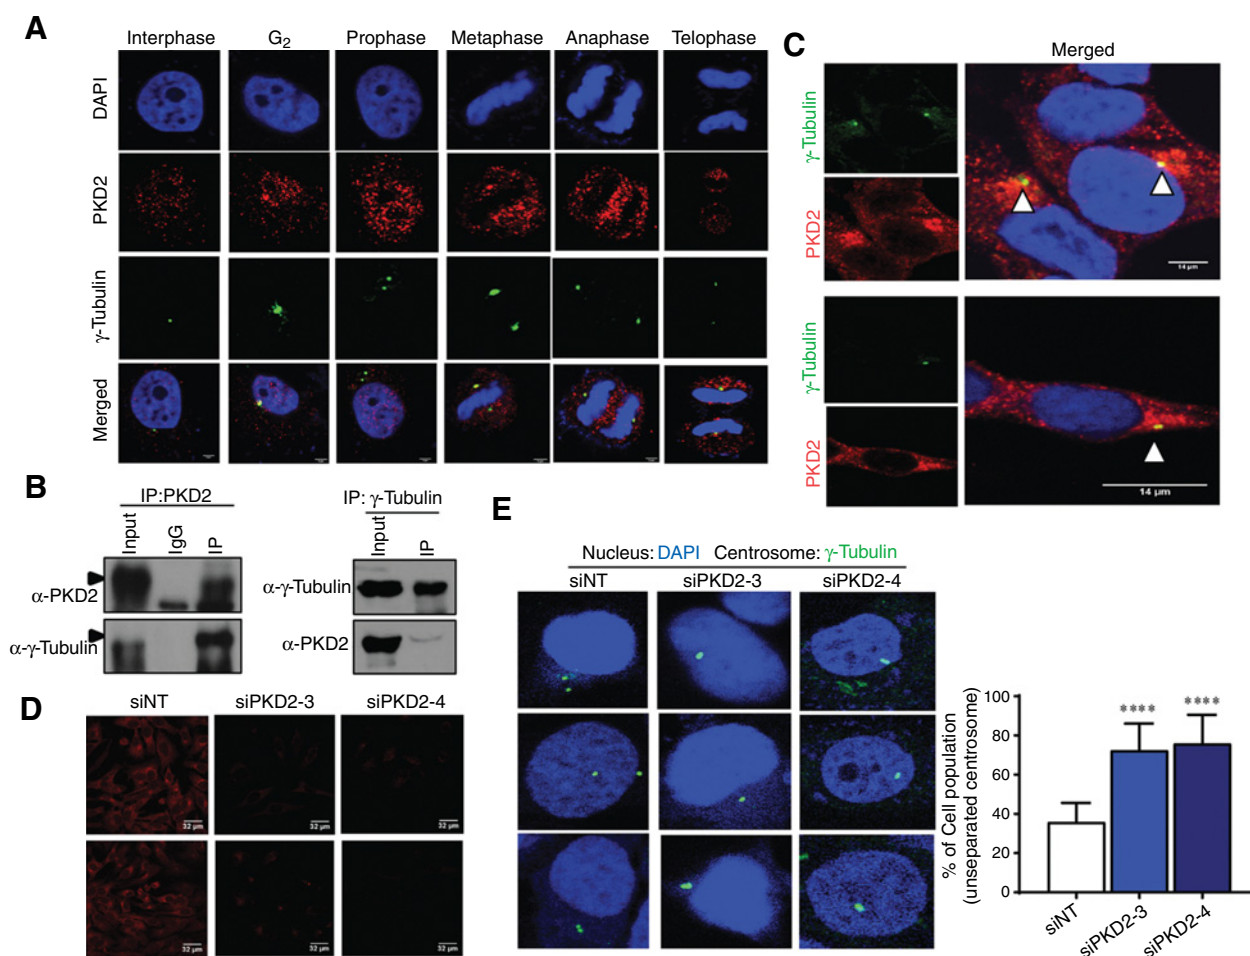 A
Interphase G2 Prophase Metaphase Anaphase Telophase
DAPI
PKD2
γ-Tubulin
Merged
B
IP:PKD2
Input IgG IP
α-PKD2
α-γ-Tubulin
IP: γ-Tubulin
Input IP
α-γ-Tubulin
α-PKD2
C
Merged
γ-Tubulin
PKD2
14 µm
γ-Tubulin
PKD2
14 µm
D
siNT siPKD2-3 siPKD2-4
32 µm 32 µm 32 µm
32 µm 32 µm 32 µm
E
Nucleus: DAPI Centrosome: γ-Tubulin
siNT siPKD2-3 siPKD2-4
% of Cell population
(unseparated centrosome)
100
80
60
40
20
0
**** ****
siNT siPKD2-3 siPKD2-4